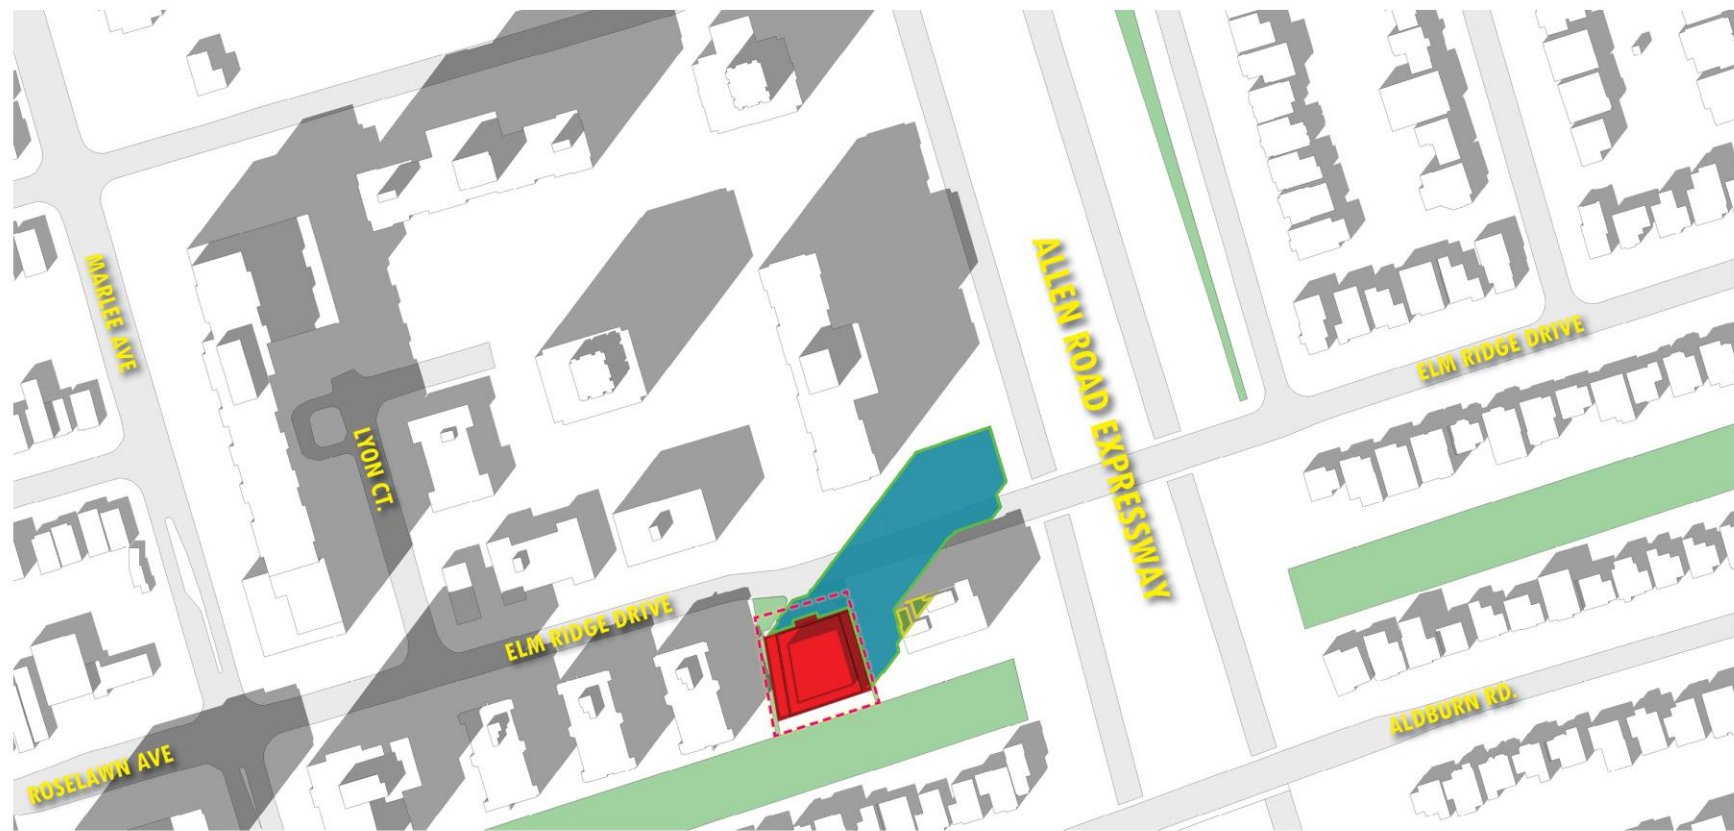 MARLEE AVE
ALLEN ROAD EXPRESSWAY
ELM RIDGE DRIVE
LYON CT.
ELM RIDGE DRIVE
ALDBURN RD.
ROSELAWN AVE